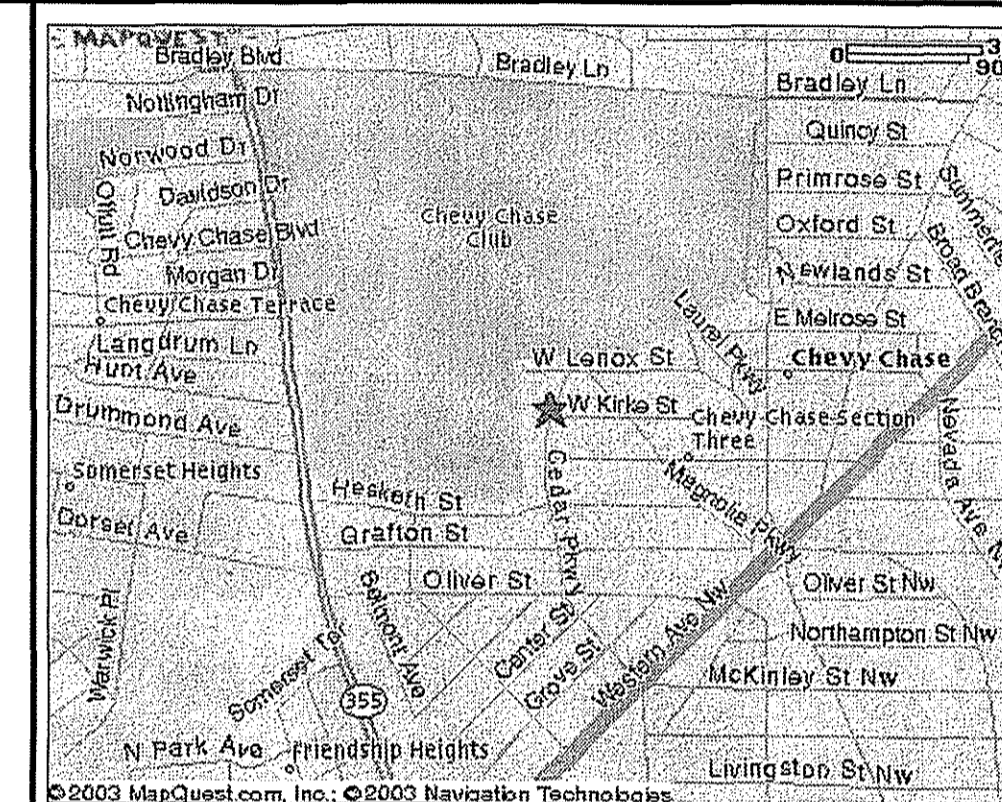 MAPQUEST
Bradley Blvd
Bradley Ln
0
3
90
Bradley Ln
Nottingham Dr
Quincy St
Norwood Dr
Primrose St
Davidson Dr
Oliver St
Chevy Chase
Club
Oxford St
Chevy Chase Blvd
Morgan Dr
Newlands St
Broad Branch
Chevy Chase Terrace
Laurel Pkwy
E Melrose St
Langdrum Ln
W Lenox St
Chevy Chase
Hunt Ave
W Kirke St
Chevy Chase Section
Three
Drummond Ave
Nevada Ave N
Somerset Heights
Cedar Pkwy
Magnolia Pkwy
Heskern St
Dorset Ave
Grafton St
Oliver St Nw
Belmont Ave
Warwick Pl
Center St
Grove St
Western Ave Nw
Northampton St Nw
Somerset Ter
McKinley St Nw
355
N Park Ave
Friendship Heights
Livingston St Nw
©2003 MapQuest.com, Inc.; ©2003 Navigation Technologies